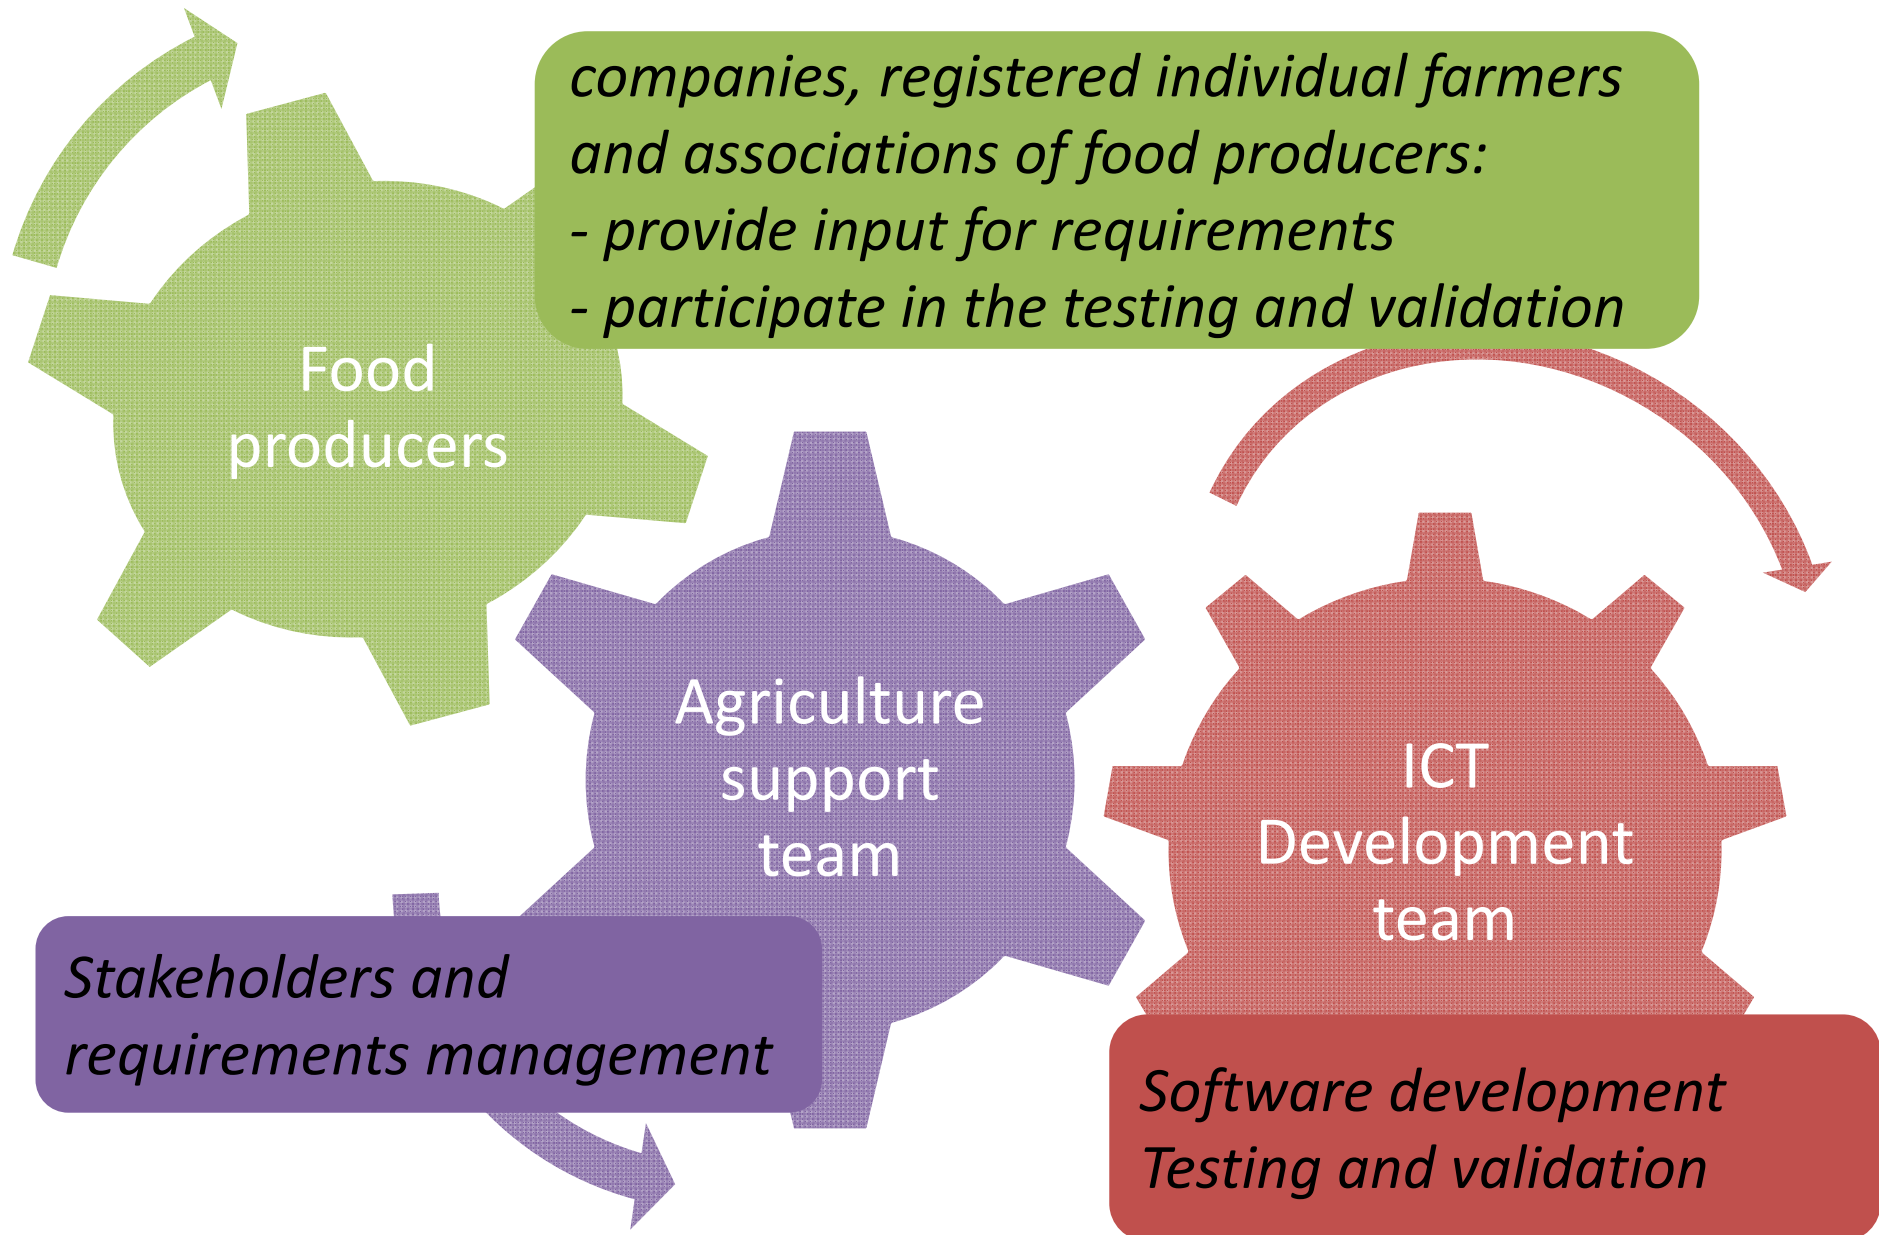 companies, registered individual farmers
and associations of food producers:
- provide input for requirements
- participate in the testing and validation
Food
producers
Agriculture
support
team
ICT
Development
team
Stakeholders and
requirements management
Software development
Testing and validation